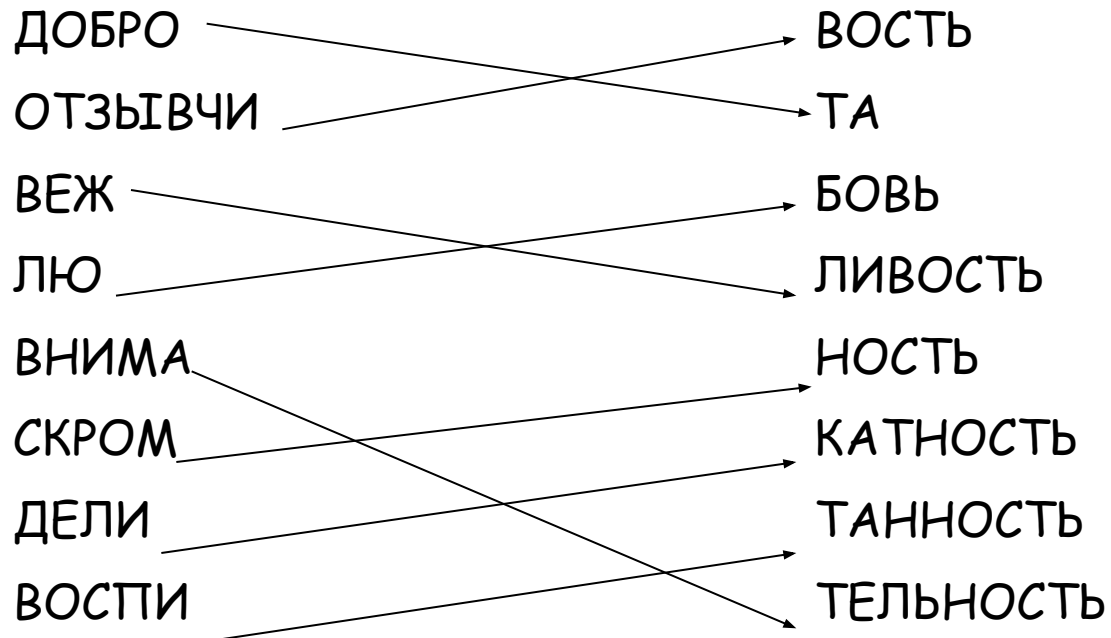 ДОБРО ВОСТЬ
ОТЗЫВЧИ ТА
ВЕЖ БОВЬ
ЛЮ ЛИВОСТЬ
ВНИМА НОСТЬ
СКРОМ КАТНОСТЬ
ДЕЛИ ТАННОСТЬ
ВОСПИ ТЕЛЬНОСТЬ